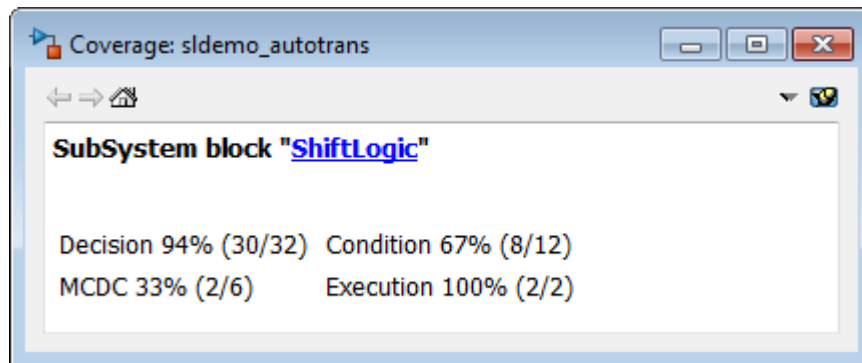 Coverage: sldemo_autotrans
SubSystem block "ShiftLogic"
Decision 94% (30/32) Condition 67% (8/12)
MCDC 33% (2/6) Execution 100% (2/2)